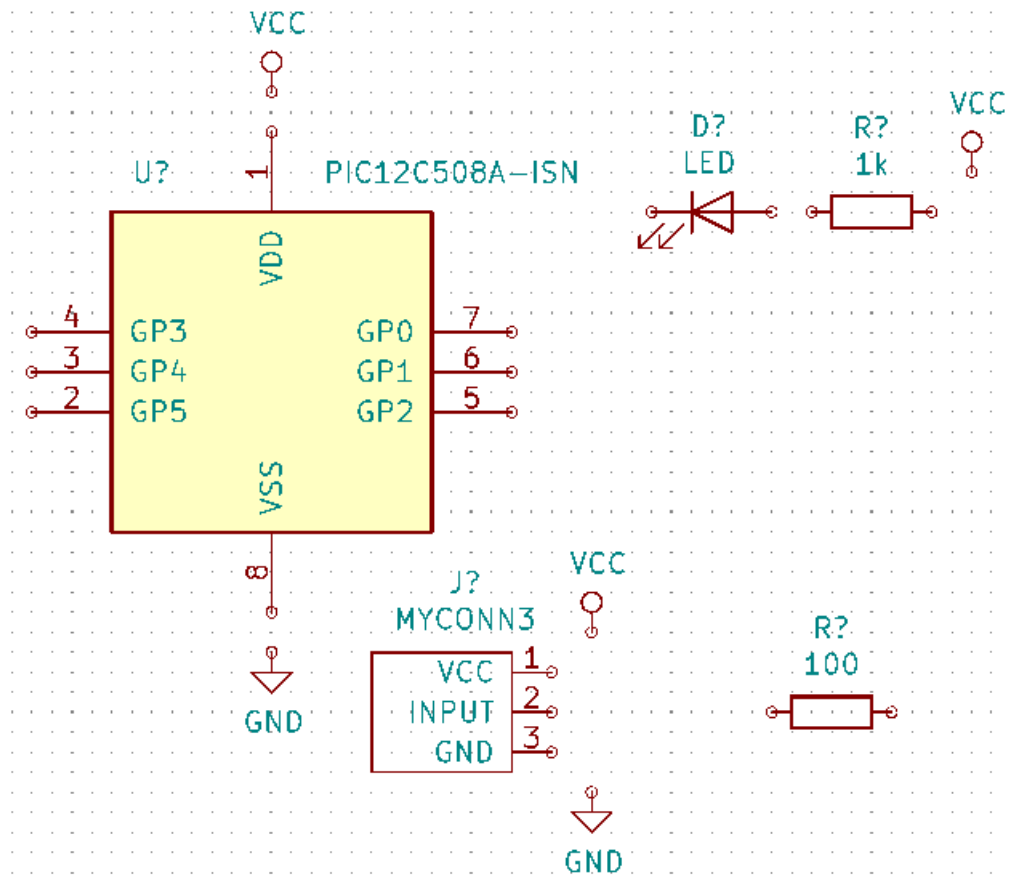 VCC
VCC
D?
R?
LED
1k
U?
1
PIC12C508A-ISN
VDD
4
GP3
GP0
7
3
GP4
GP1
6
2
GP5
GP2
5
VSS
8
VCC
J?
MYCONN3
R?
VCC
1
100
INPUT
2
GND
GND
3
GND